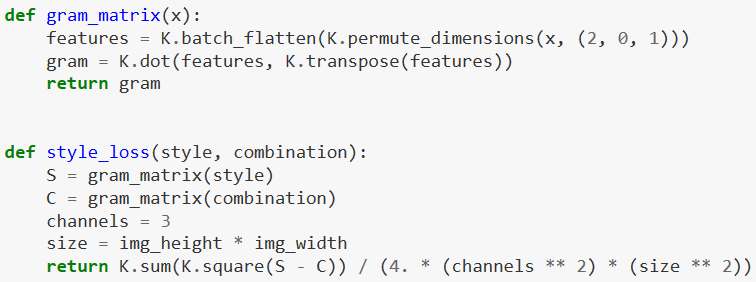 def gram_matrix(x):
    features = K.batch_flatten(K.permute_dimensions(x, (2, 0, 1)))
    gram = K.dot(features, K.transpose(features))
    return gram
def style_loss(style, combination):
    S = gram_matrix(style)
    C = gram_matrix(combination)
    channels = 3
    size = img_height * img_width
    return K.sum(K.square(S - C)) / (4. * (channels ** 2) * (size ** 2))